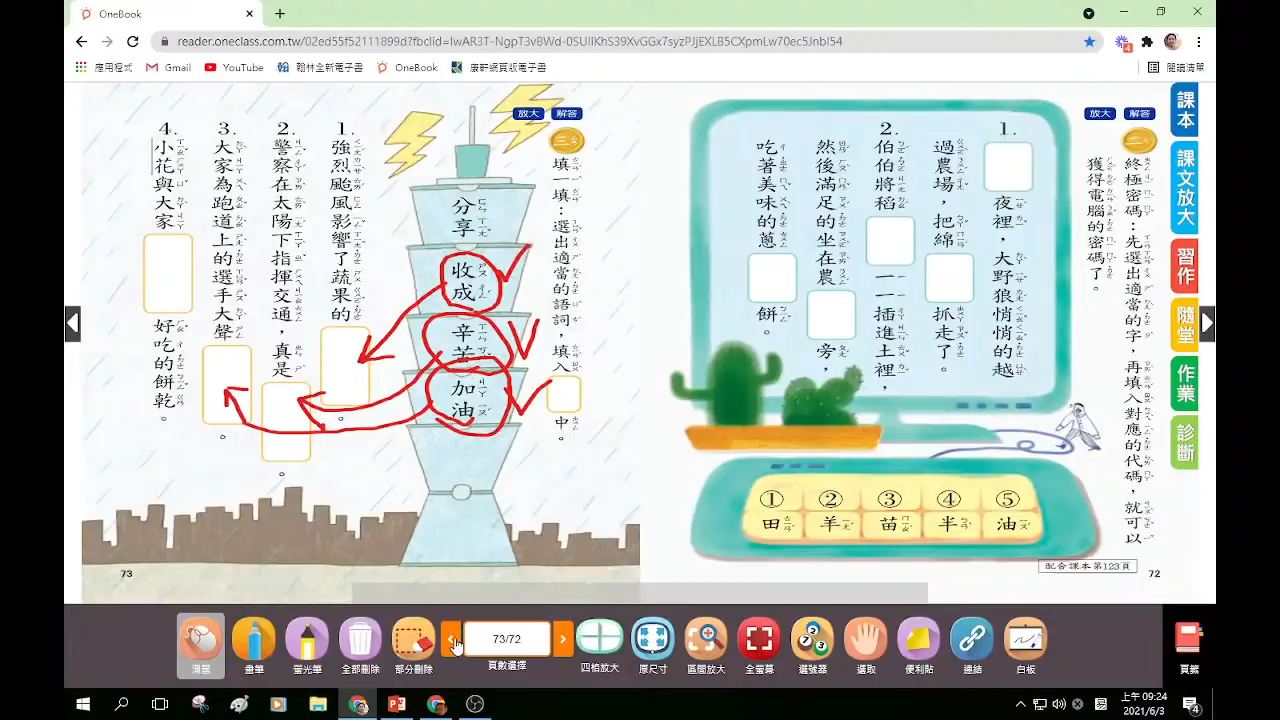 OneBook
reader.oneclass.com.tw/02ed55f52111899d?fbclid=IwAR3T-NgpT3vBWd-0SUliKhS39XvGGx7syzPJjEXLB5CXpmLw70ec5Jnbl54
應用程式 Gmail YouTube 翰林全新電子書 OneBook 康軒網頁版電子書 閱讀清單
放大 解答
二
終極密碼：先選出適當的字，再填入對應的代碼，就可以
獲得電腦的密碼了。
1. 夜裡，大野狼悄悄的越
過農場，把綿 抓走了。
2. 伯伯將稻 一一插進土裡，
然後滿足的坐在農 旁，
吃著美味的蔥 餅。
① ② ③ ④ ⑤
田 羊 苗 半 油
配合課本第123頁
72
放大 解答
三
填一填：選出適當的語詞，填入 中。
分享
收成
辛苦
加油
1. 強烈颱風影響了蔬果的 。
2. 警察在太陽下指揮交通，真是 。
3. 大家為跑道上的選手大聲 。
4. 小花與大家 好吃的餅乾。
73
課本
課文放大
習作
隨堂
作業
診斷
73/72
滑鼠 畫筆 螢光筆 全部刪除 部分刪除 頁數選擇 四格放大 原尺寸 區間放大 全螢幕 選號器 選取 便利貼 連結 白板 頁籤
上午 09:24
2021/6/3